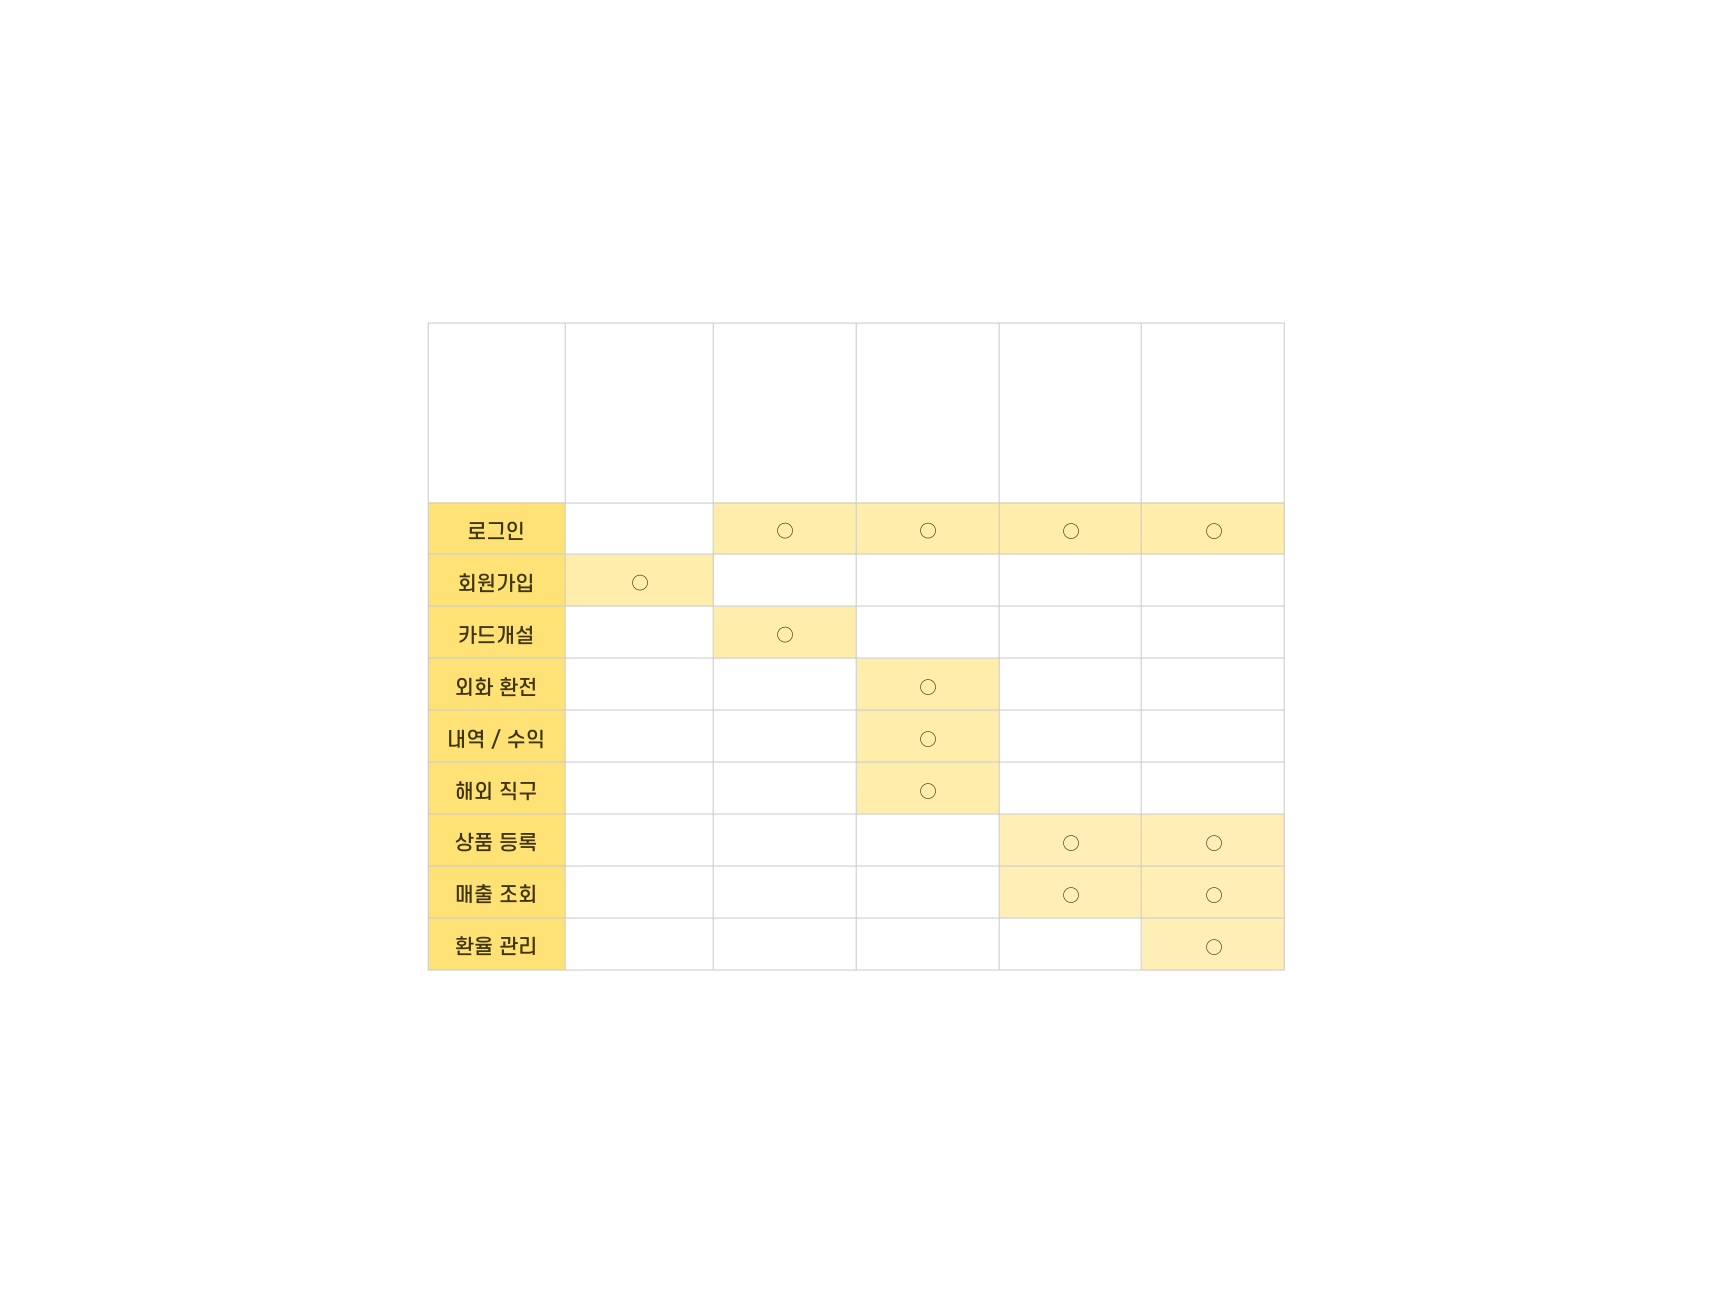 로그인 ○ ○ ○ ○
회원가입 ○
카드개설 ○
외화 환전 ○
내역 / 수익 ○
해외 직구 ○
상품 등록 ○ ○
매출 조회 ○ ○
환율 관리 ○